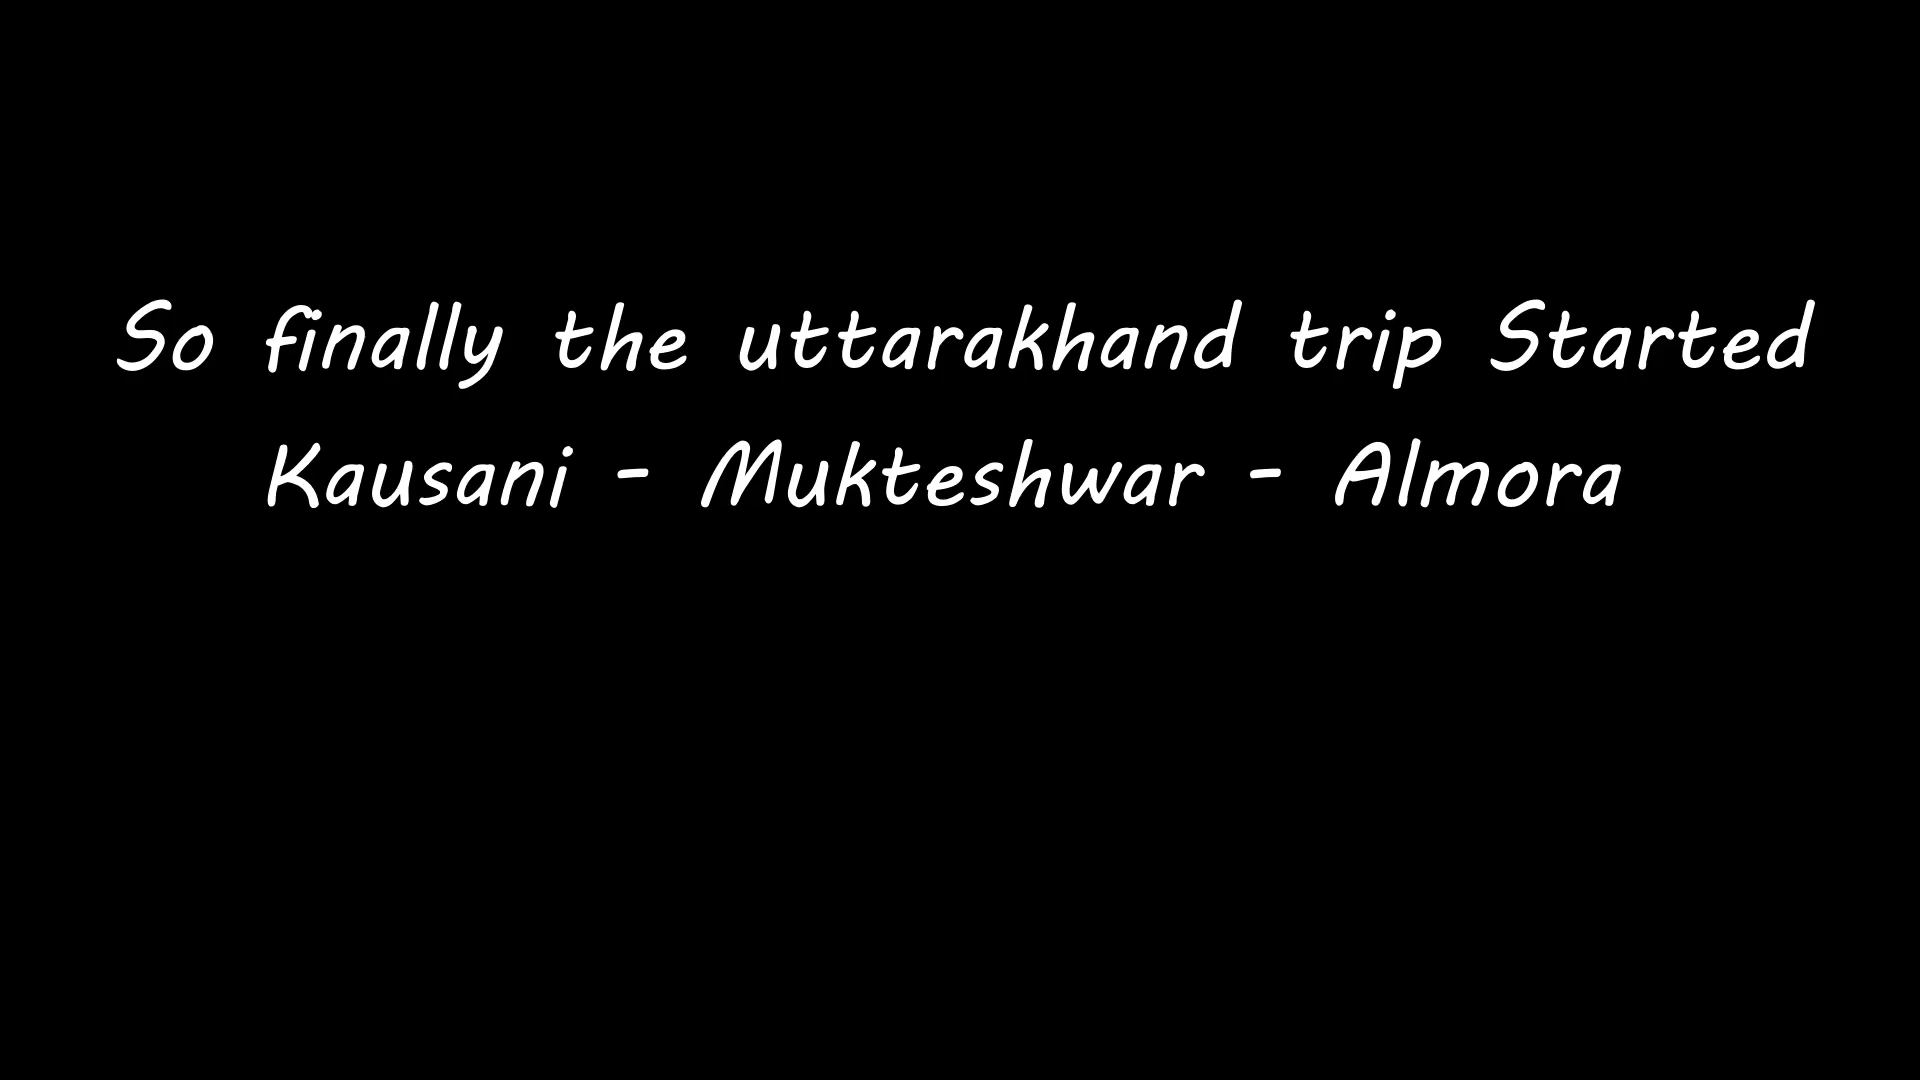 So finally the uttarakhand trip Started
Kausani - Mukteshwar - Almora